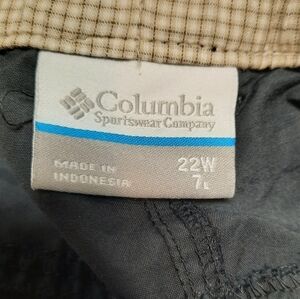 Columbia
Sportswear Company
MADE IN
INDONESIA
22W
7L